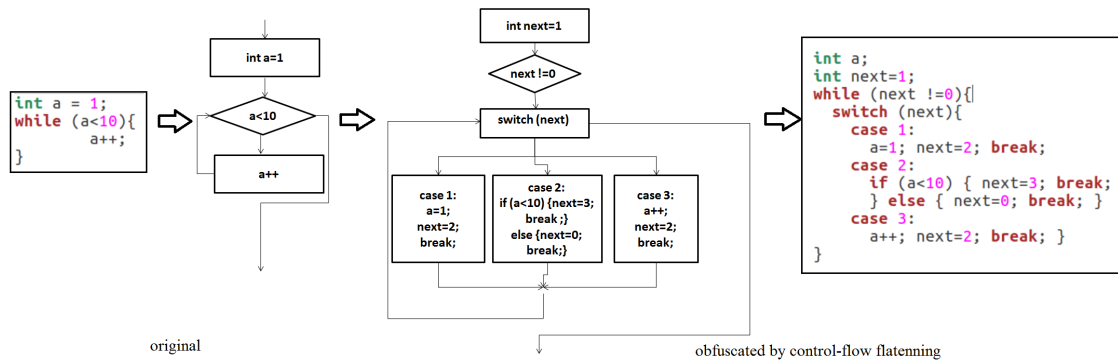 int a = 1;
while (a<10){
a++;
}
int a=1
a<10
a++
original
int next=1
next !=0
switch (next)
case 1:
a=1;
next=2;
break;
case 2:
if (a<10) {next=3;
break ;}
else {next=0;
break;}
case 3:
a++;
next=2;
break;
int a;
int next=1;
while (next !=0){
switch (next){
case 1:
a=1; next=2; break;
case 2:
if (a<10) { next=3; break;
} else { next=0; break; }
case 3:
a++; next=2; break; }
}
obfuscated by control-flow flatenning